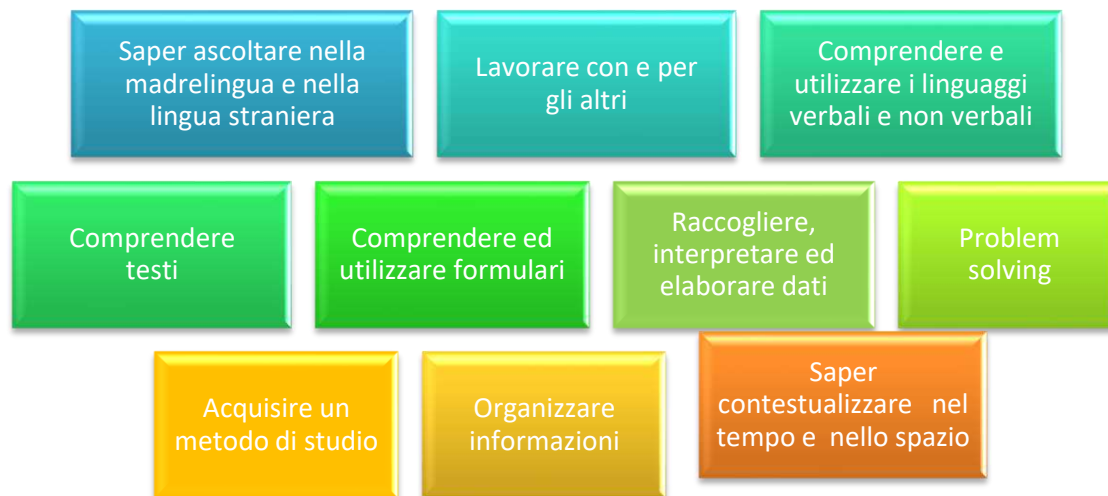 Saper ascoltare nella
madrelingua e nella
lingua straniera
Lavorare con e per
gli altri
Comprendere e
utilizzare i linguaggi
verbali e non verbali
Comprendere
testi
Comprendere ed
utilizzare formulari
Raccogliere,
interpretare ed
elaborare dati
Problem
solving
Acquisire un
metodo di studio
Organizzare
informazioni
Saper
contestualizzare nel
tempo e nello spazio